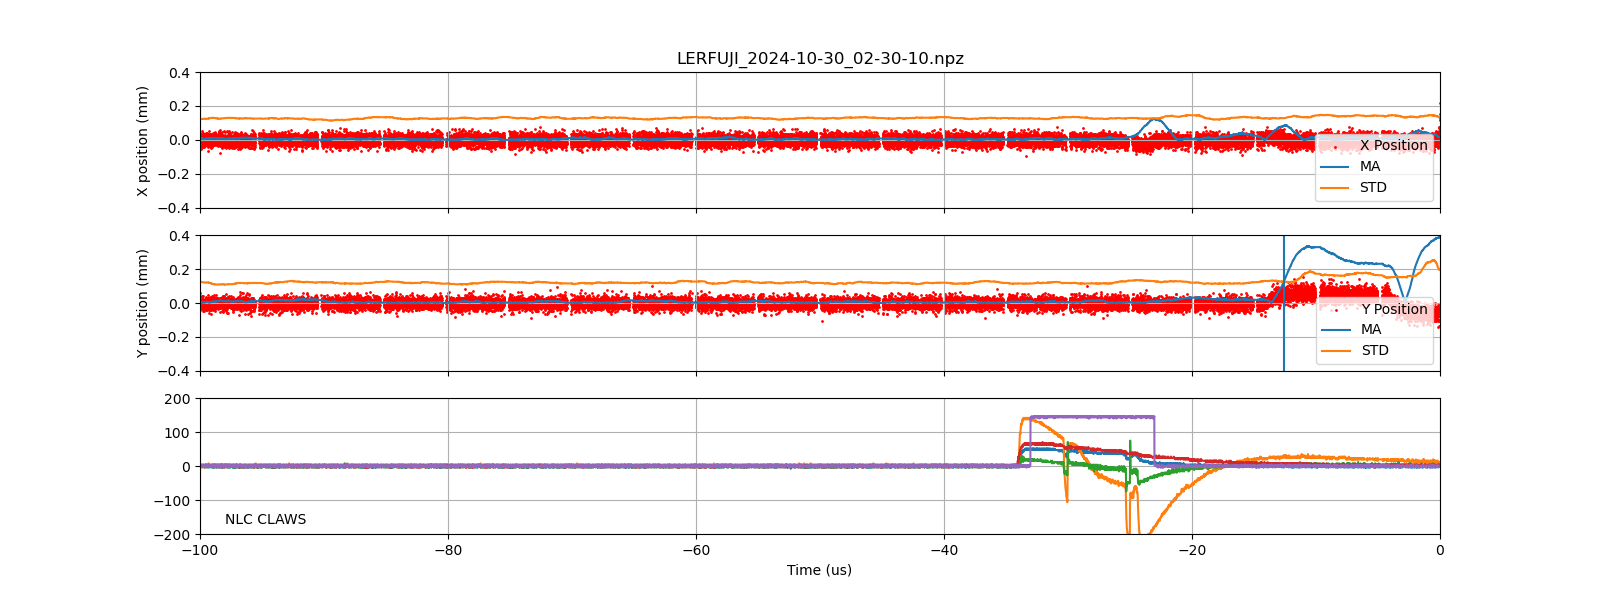 LERFUJI_2024-10-30_02-30-10.npz
X position (mm)
0.4
0.2
0.0
−0.2
−0.4
X Position
MA
STD
Y position (mm)
0.4
0.2
0.0
−0.2
−0.4
Y Position
MA
STD
200
100
0
−100
−200
NLC CLAWS
−100 −80 −60 −40 −20 0
Time (us)